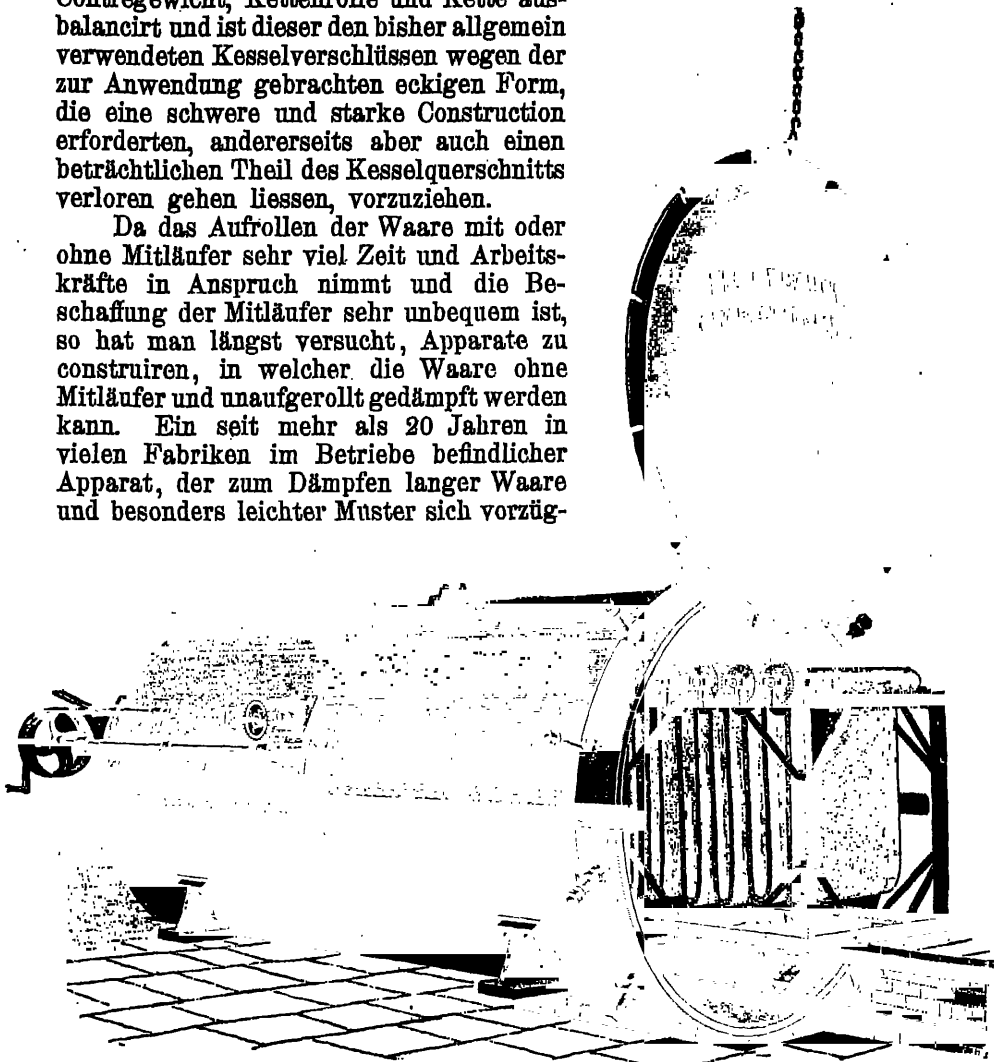 Contregewicht, Kettenrolle und Kette aus-
balancirt und ist dieser den bisher allgemein
verwendeten Kesselverschlüssen wegen der
zur Anwendung gebrachten eckigen Form,
die eine schwere und starke Construction
erforderten, andererseits aber auch einen
beträchtlichen Theil des Kesselquerschnitts
verloren gehen liessen, vorzuziehen.
Da das Aufrollen der Waare mit oder
ohne Mitläufer sehr viel Zeit und Arbeits-
kräfte in Anspruch nimmt und die Be-
schaffung der Mitläufer sehr unbequem ist,
so hat man längst versucht, Apparate zu
construiren, in welcher die Waare ohne
Mitläufer und unaufgerollt gedämpft werden
kann. Ein seit mehr als 20 Jahren in
vielen Fabriken im Betriebe befindlicher
Apparat, der zum Dämpfen langer Waare
und besonders leichter Muster sich vorzüg-